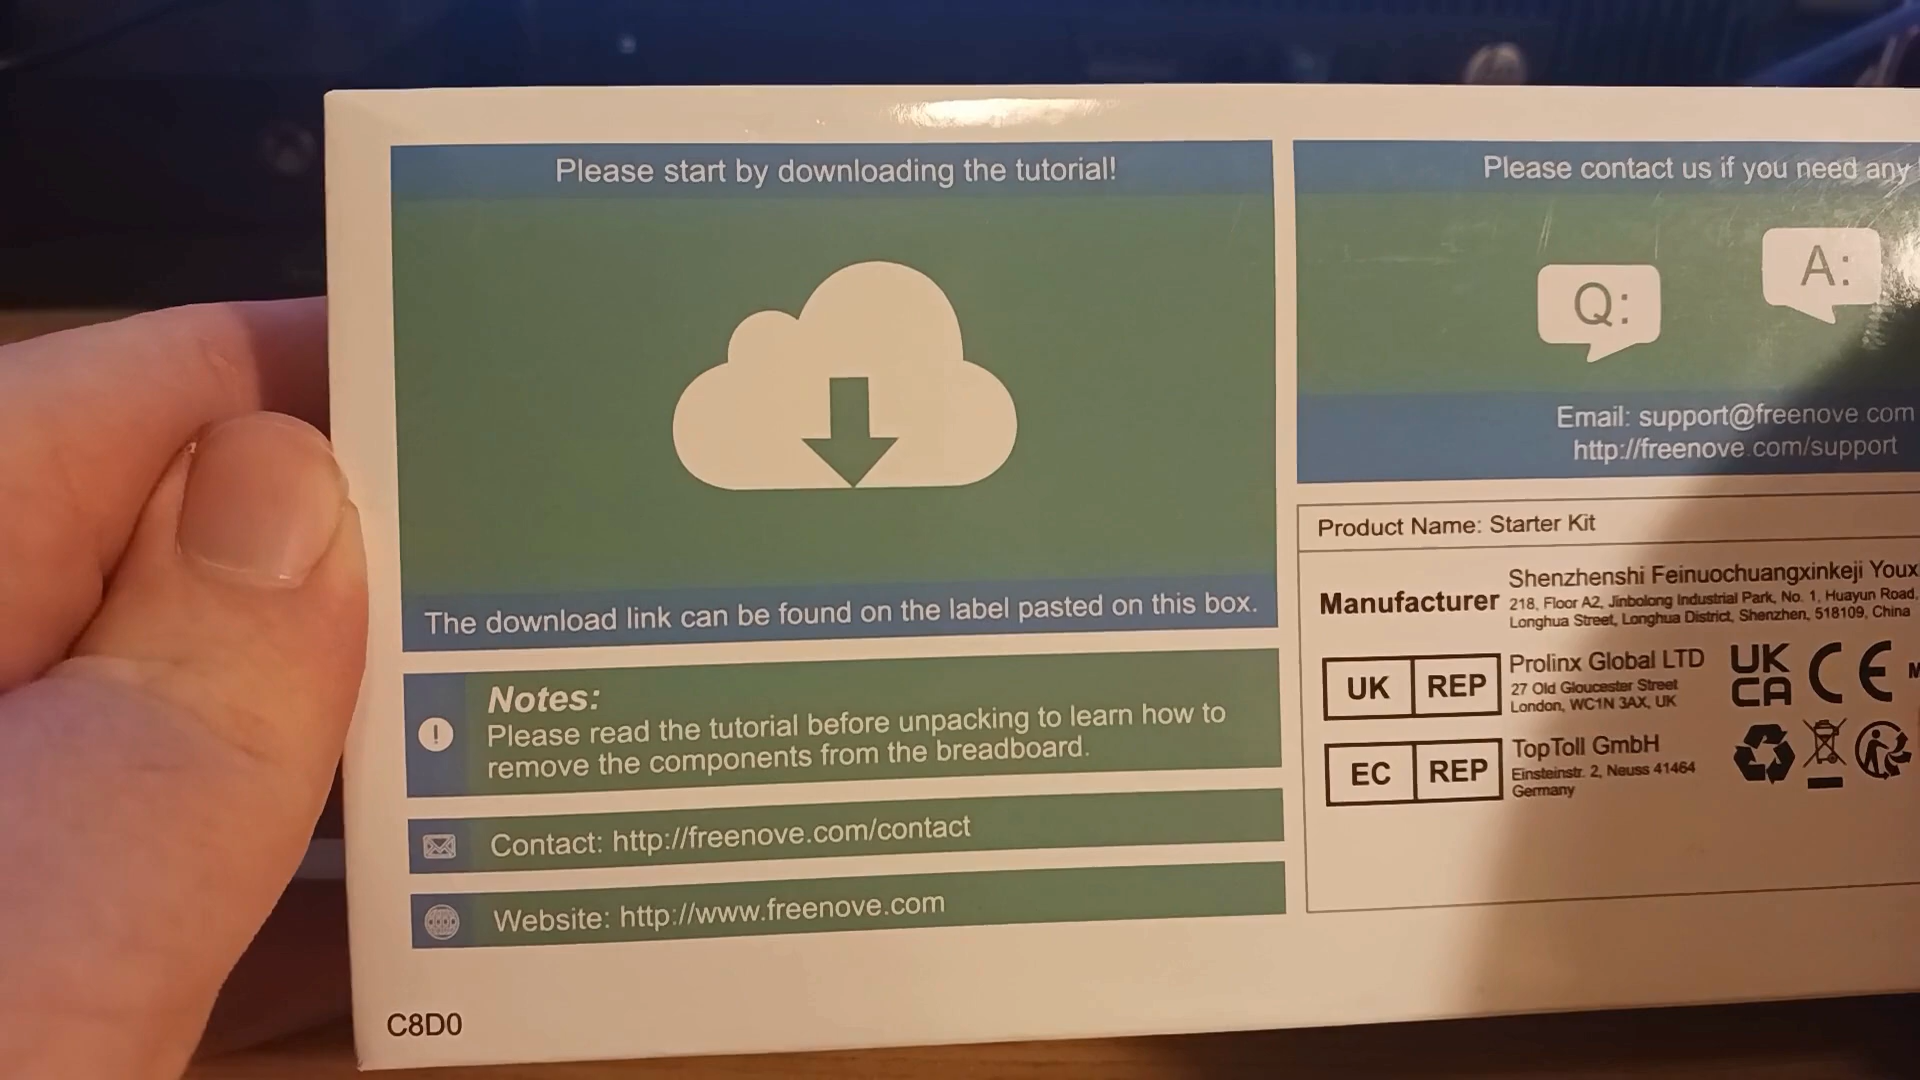 Please start by downloading the tutorial!
The download link can be found on the label pasted on this box.
Notes:
Please read the tutorial before unpacking to learn how to
remove the components from the breadboard.
Contact: http://freenove.com/contact
Website: http://www.freenove.com
C8D0
Please contact us if you need any
Q:
A:
Email: support@freenove.com
http://freenove.com/support
Product Name: Starter Kit
Manufacturer
Shenzhenshi Feinuochuangxinkeji Youx
218, Floor A2, Jinbolong Industrial Park, No. 1, Huayun Road,
Longhua Street, Longhua District, Shenzhen, 518109, China
UK REP
Prolinx Global LTD
27 Old Gloucester Street
London, WC1N 3AX, UK
UK
CA
CE
EC REP
TopToll GmbH
Einsteinstr. 2, Neuss 41464
Germany